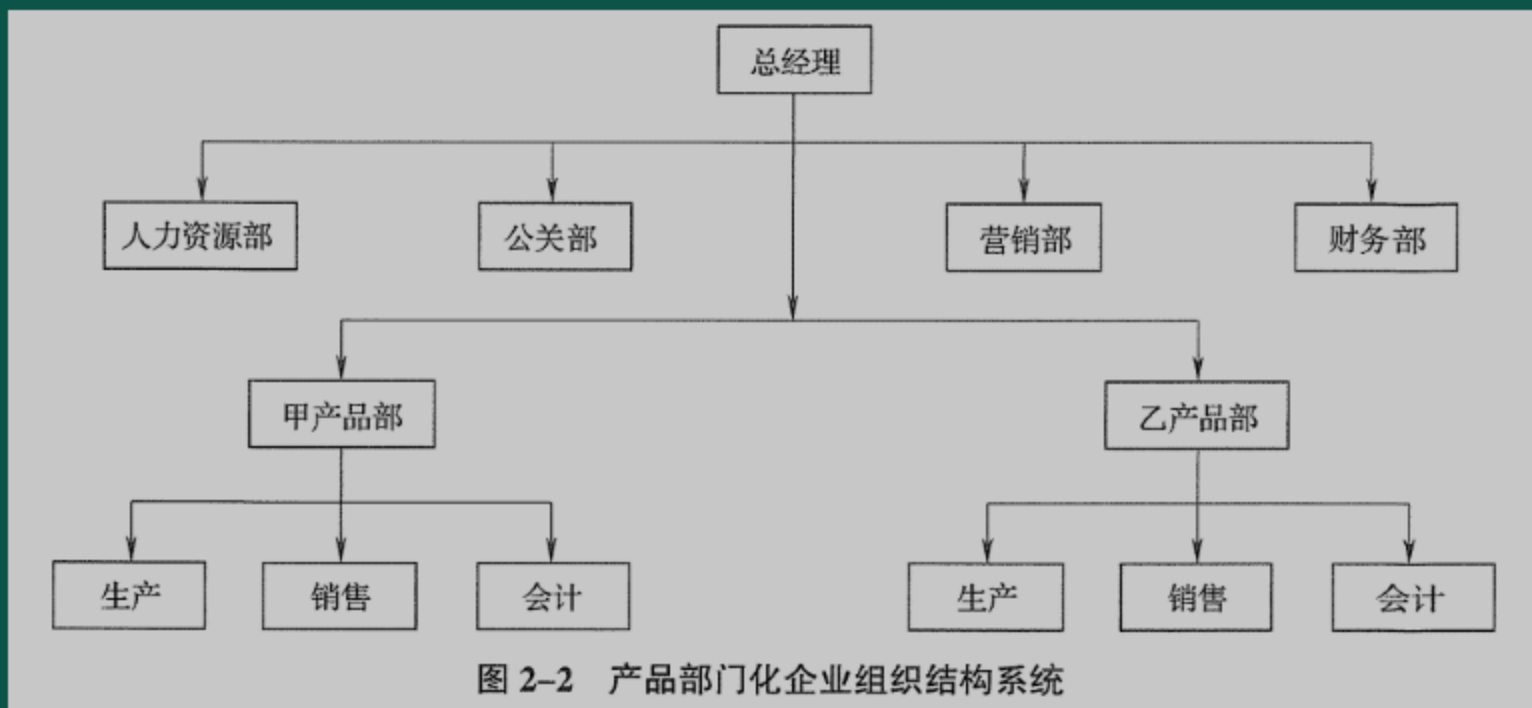 总经理
人力资源部 公关部 营销部 财务部
甲产品部 乙产品部
生产 销售 会计 生产 销售 会计
图 2-2 产品部门化企业组织结构系统